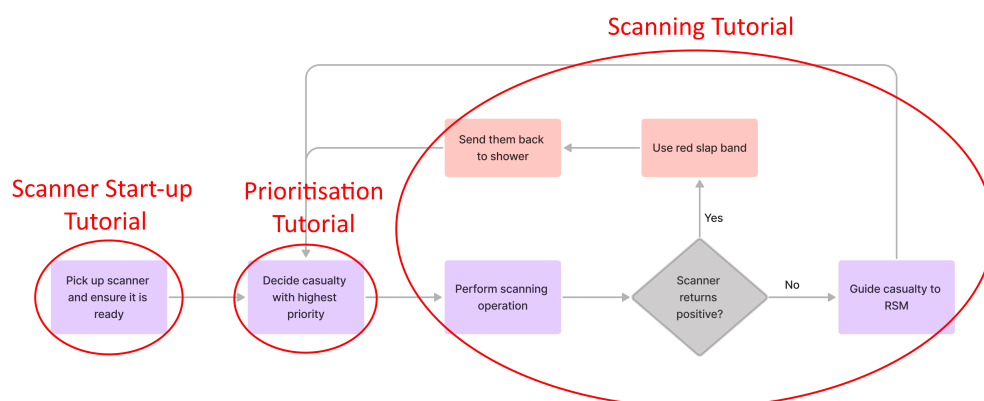 Scanning Tutorial
Send them back
to shower
Use red slap band
Scanner Start-up
Tutorial
Prioritisation
Tutorial
Yes
Pick up scanner
and ensure it is
ready
Decide casualty
with highest
priority
Perform scanning
operation
Scanner
returns
positive?
No
Guide casualty to
RSM